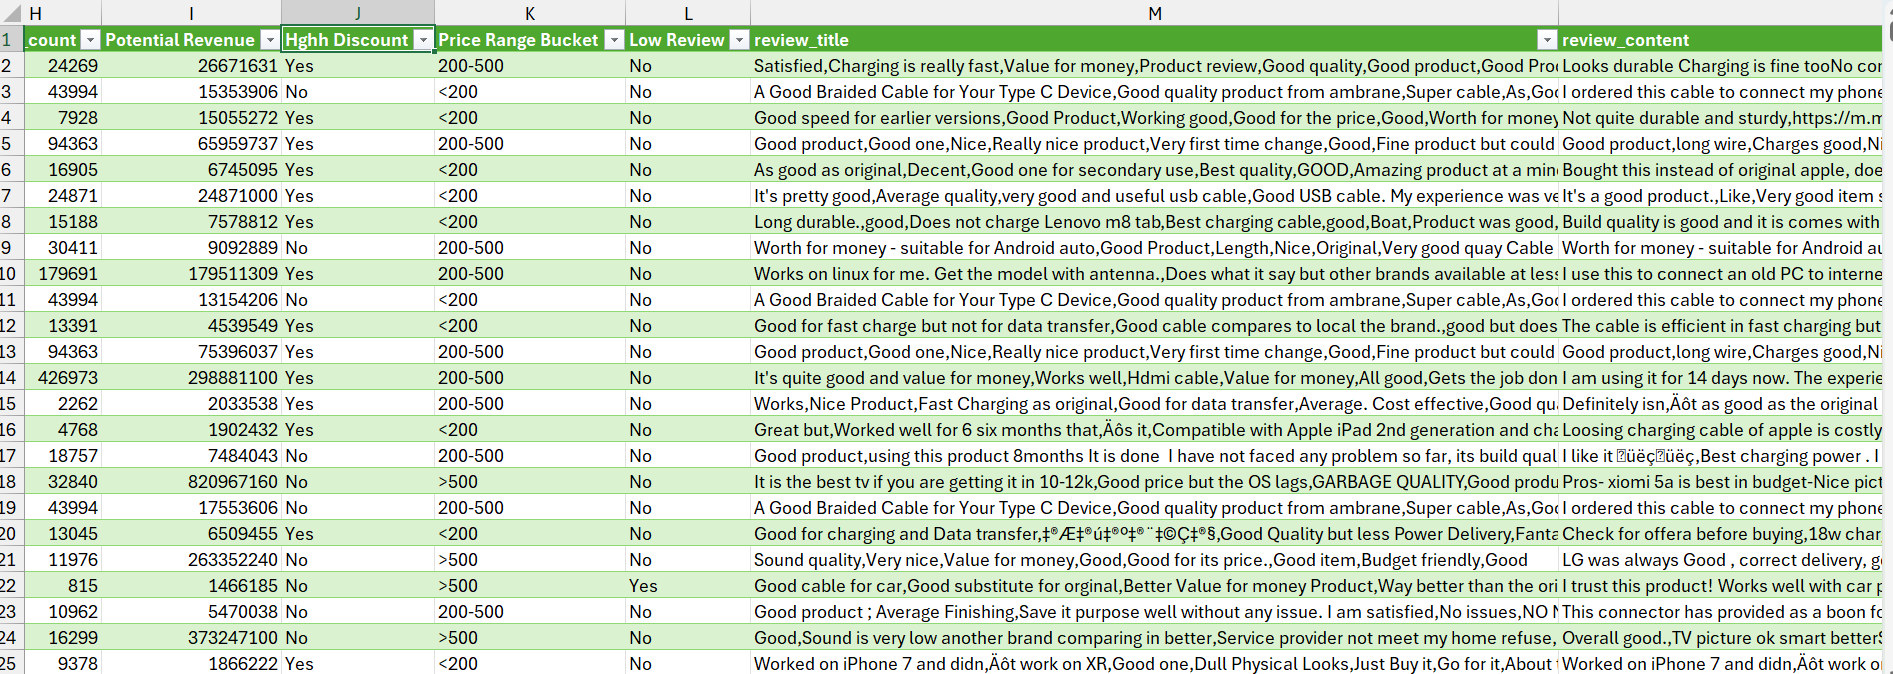 H I J K L M
1 _count Potential Revenue Hghh Discount Price Range Bucket Low Review review_title review_content
2 24269 26671631 Yes 200-500 No Satisfied,Charging is really fast,Value for money,Product review,Good quality,Good product,Good Pro Looks durable Charging is fine tooNo cor
3 43994 15353906 No <200 No A Good Braided Cable for Your Type C Device,Good quality product from ambrane,Super cable,As,Goo I ordered this cable to connect my phone
4 7928 15055272 Yes <200 No Good speed for earlier versions,Good Product,Working good,Good for the price,Good,Worth for money Not quite durable and sturdy,https://m.m
5 94363 65959737 Yes 200-500 No Good product,Good one,Nice,Really nice product,Very first time change,Good,Fine product but could Good product,long wire,Charges good,Ni
6 16905 6745095 Yes <200 No As good as original,Decent,Good one for secondary use,Best quality,GOOD,Amazing product at a min Bought this instead of original apple, doe
7 24871 24871000 Yes <200 No It's pretty good,Average quality,very good and useful usb cable,Good USB cable. My experience was ve It's a good product.,Like,Very good item s
8 15188 7578812 Yes <200 No Long durable.,good,Does not charge Lenovo m8 tab,Best charging cable,good,Boat,Product was good, Build quality is good and it is comes with
9 30411 9092889 No 200-500 No Worth for money - suitable for Android auto,Good Product,Length,Nice,Original,Very good quay Cable Worth for money - suitable for Android au
10 179691 179511309 Yes 200-500 No Works on linux for me. Get the model with antenna.,Does what it say but other brands available at less I use this to connect an old PC to interne
11 43994 13154206 No <200 No A Good Braided Cable for Your Type C Device,Good quality product from ambrane,Super cable,As,Goo I ordered this cable to connect my phone
12 13391 4539549 Yes <200 No Good for fast charge but not for data transfer,Good cable compares to local the brand.,good but does The cable is efficient in fast charging but
13 94363 75396037 Yes 200-500 No Good product,Good one,Nice,Really nice product,Very first time change,Good,Fine product but could Good product,long wire,Charges good,Ni
14 426973 298881100 Yes 200-500 No It's quite good and value for money,Works well,Hdmi cable,Value for money,All good,Gets the job don I am using it for 14 days now. The experie
15 2262 2033538 Yes 200-500 No Works,Nice Product,Fast Charging as original,Good for data transfer,Average. Cost effective,Good qu Definitely isn‚Äôt as good as the original
16 4768 1902432 Yes <200 No Great but,Worked well for 6 six months that‚Äôs it,Compatible with Apple iPad 2nd generation and cha Loosing charging cable of apple is costly
17 18757 7484043 No 200-500 No Good product,using this product 8months It is done I have not faced any problem so far, its build qual I like it üëçüëç,Best charging power . I
18 32840 820967160 No >500 No It is the best tv if you are getting it in 10-12k,Good price but the OS lags,GARBAGE QUALITY,Good produ Pros- xiomi 5a is best in budget-Nice pict
19 43994 17553606 No 200-500 No A Good Braided Cable for Your Type C Device,Good quality product from ambrane,Super cable,As,Goo I ordered this cable to connect my phone
20 13045 6509455 Yes <200 No Good for charging and Data transfer,‡®Æ‡®ú‡®º‡®¨‡©Ç‡®§,Good Quality but less Power Delivery,Fanta Check for offera before buying,18w char
21 11976 263352240 No >500 No Sound quality,Very nice,Value for money,Good,Good for its price.,Good item,Budget friendly,Good LG was always Good , correct delivery, g
22 815 1466185 No >500 Yes Good cable for car,Good substitute for orginal,Better Value for money Product,Way better than the ori I trust this product! Works well with car p
23 10962 5470038 No 200-500 No Good product ; Average Finishing,Save it purpose well without any issue. I am satisfied,No issues,NO N This connector has provided as a boon fo
24 16299 373247100 No >500 No Good,Sound is very low another brand comparing in better,Service provider not meet my home refuse, Overall good.,TV picture ok smart betterS
25 9378 1866222 Yes <200 No Worked on iPhone 7 and didn‚Äôt work on XR,Good one,Dull Physical Looks,Just Buy it,Go for it,About Worked on iPhone 7 and didn‚Äôt work o